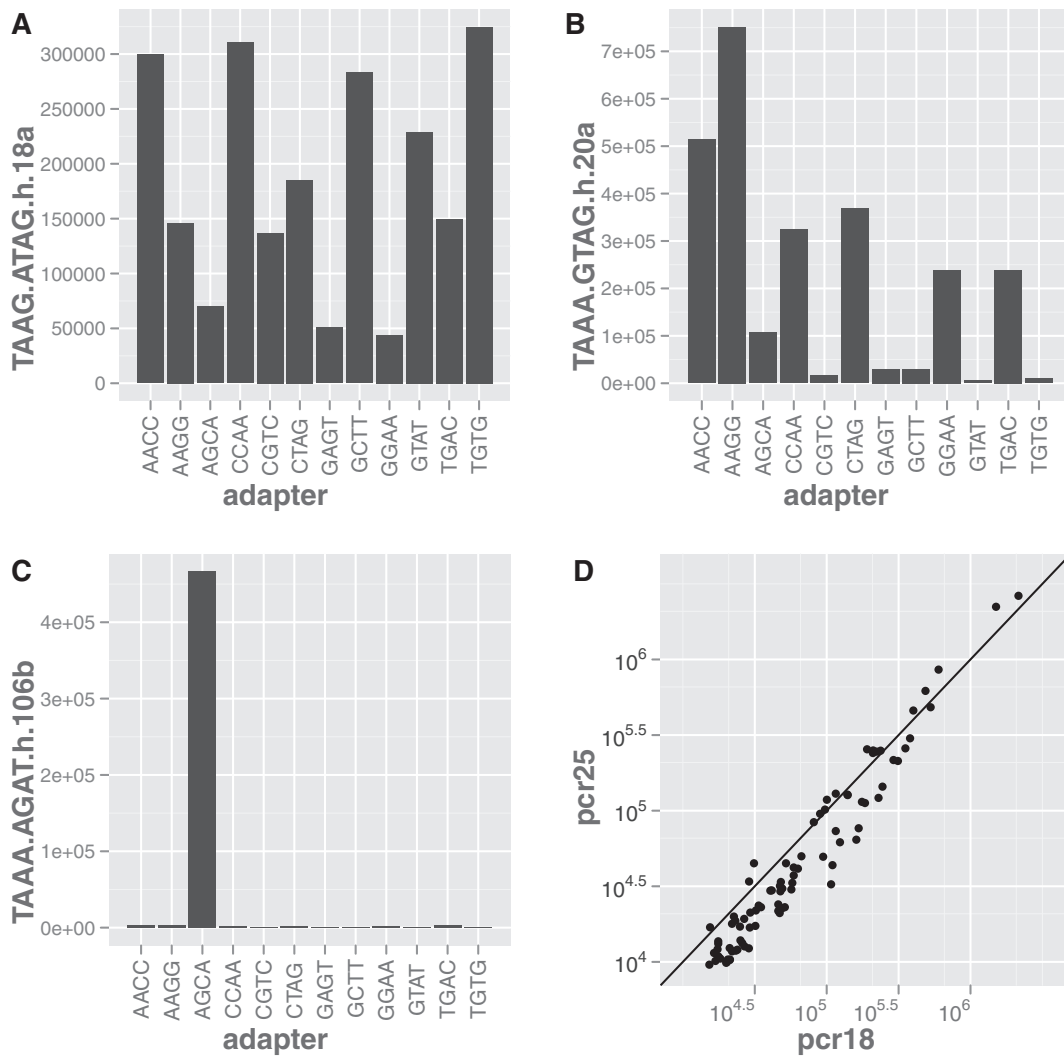 A
TAAG.ATAG.h.18a
300000
250000
200000
150000
100000
50000
0
AACC AAGG AGCA CCAA CGTC CTAG GAGT GCTT GGAA GTAT TGAC TGTG
adapter
B
TAAA.GTAG.h.20a
7e+05
6e+05
5e+05
4e+05
3e+05
2e+05
1e+05
0e+00
AACC AAGG AGCA CCAA CGTC CTAG GAGT GCTT GGAA GTAT TGAC TGTG
adapter
C
TAAA.AGAT.h.106b
4e+05
3e+05
2e+05
1e+05
0e+00
AACC AAGG AGCA CCAA CGTC CTAG GAGT GCTT GGAA GTAT TGAC TGTG
adapter
D
pcr25
10^6
10^5.5
10^5
10^4.5
10^4
10^4.5 10^5 10^5.5 10^6
pcr18